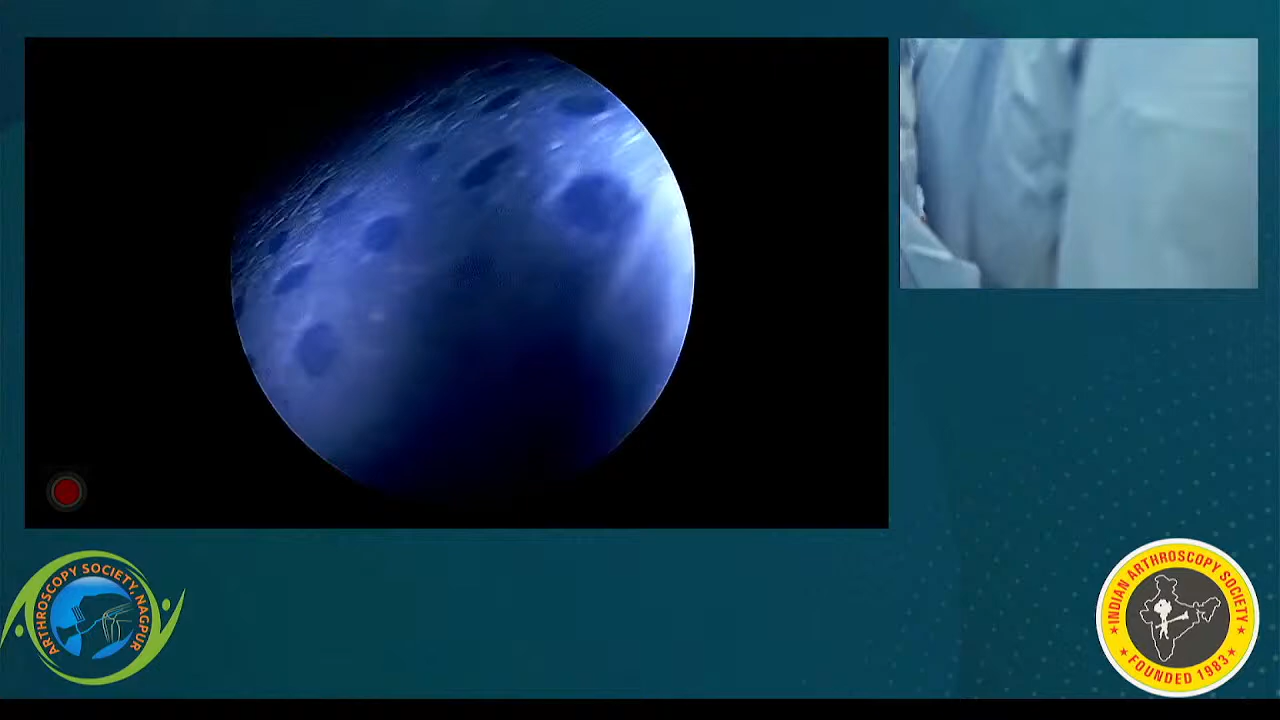 ARTHROSCOPY SOCIETY, NAGPUR
INDIAN ARTHROSCOPY SOCIETY
★ FOUNDED 1983 ★